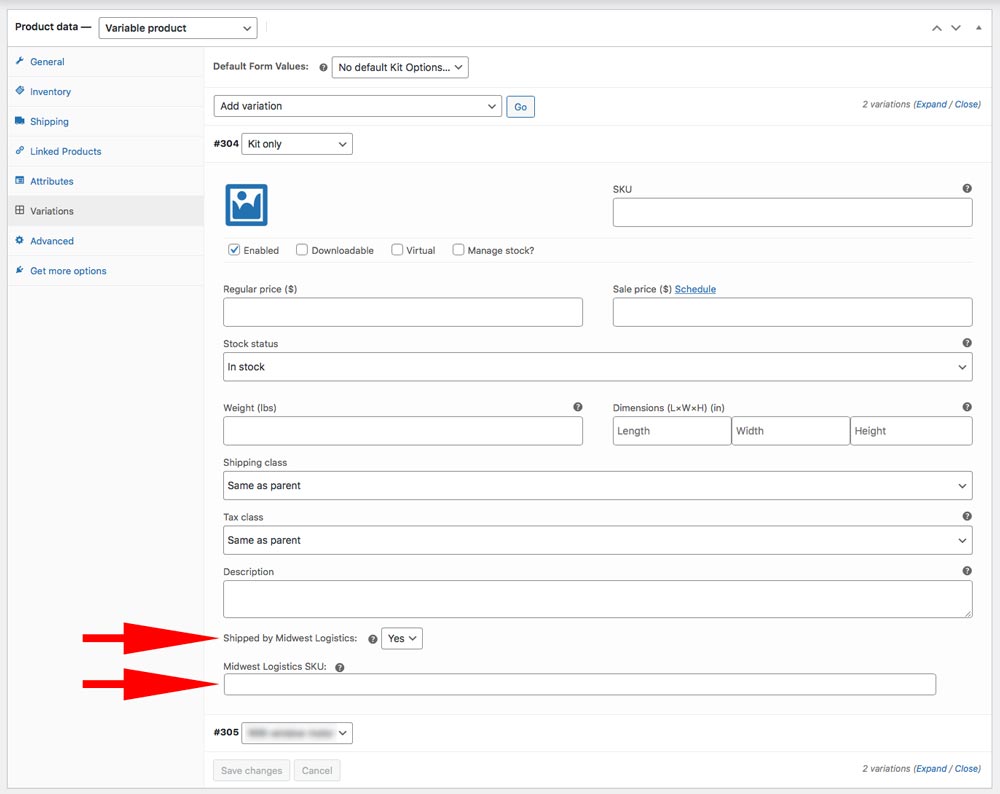 Product data — Variable product
General
Inventory
Shipping
Linked Products
Attributes
Variations
Advanced
Get more options
Default Form Values: ? No default Kit Options...
Add variation Go 2 variations (Expand / Close)
#304 Kit only
SKU ?
Enabled Downloadable Virtual Manage stock?
Regular price ($) Sale price ($) Schedule
Stock status ?
In stock
Weight (lbs) ? Dimensions (L×W×H) (in) ?
Length Width Height
Shipping class
Same as parent
Tax class ?
Same as parent
Description ?
Shipped by Midwest Logistics: ? Yes
Midwest Logistics SKU: ?
#305
Save changes Cancel 2 variations (Expand / Close)